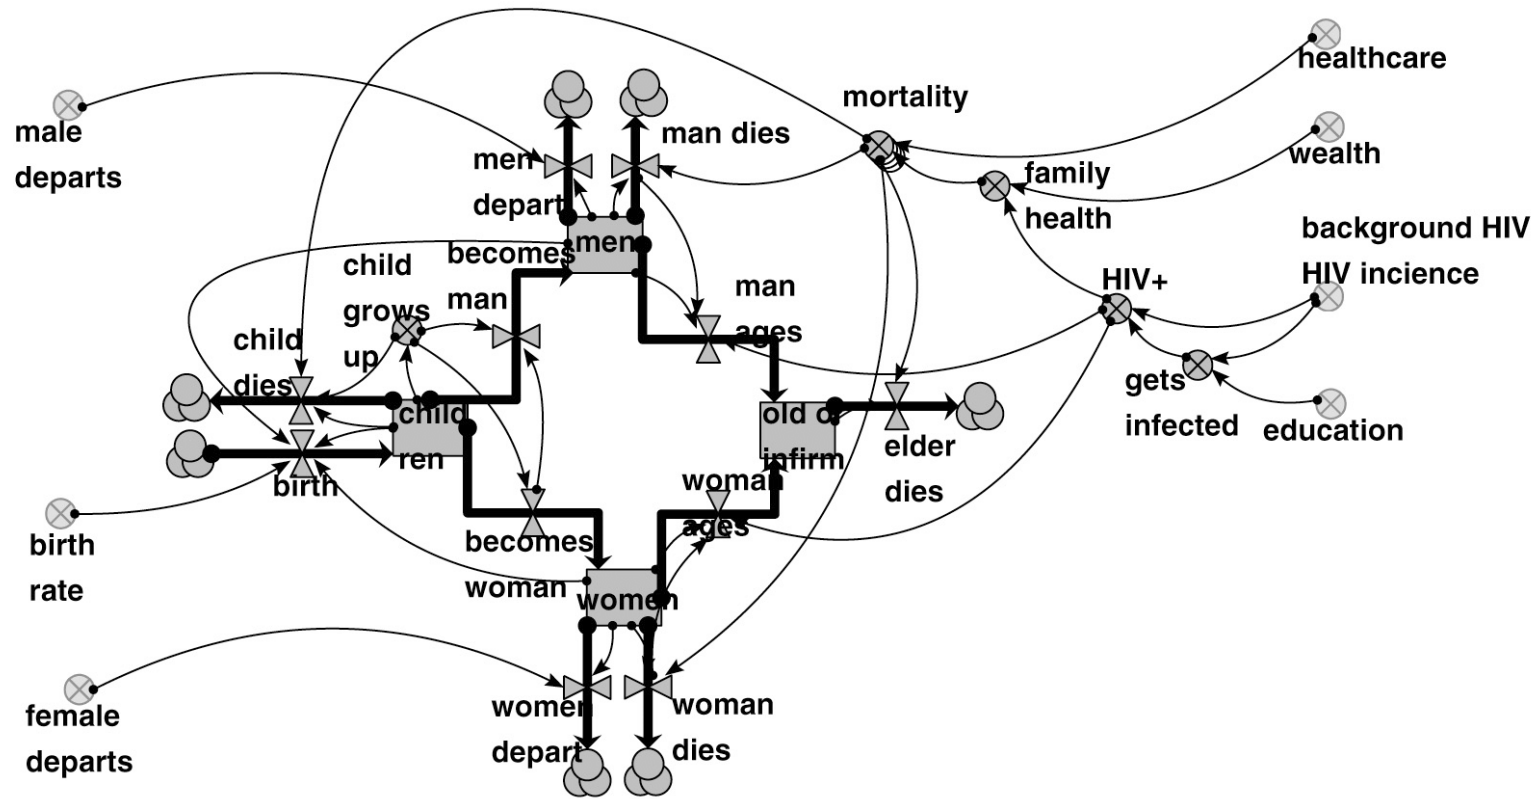 healthcare
mortality
male
departs
men
depart
man dies
wealth
family
health
background HIV
HIV incience
becomes
man
men
child
grows
up
HIV+
man
ages
child
dies
child
ren
old or
infirm
gets
infected
education
elder
dies
birth
woman
ages
birth
rate
becomes
woman
women
female
departs
women
depart
woman
dies